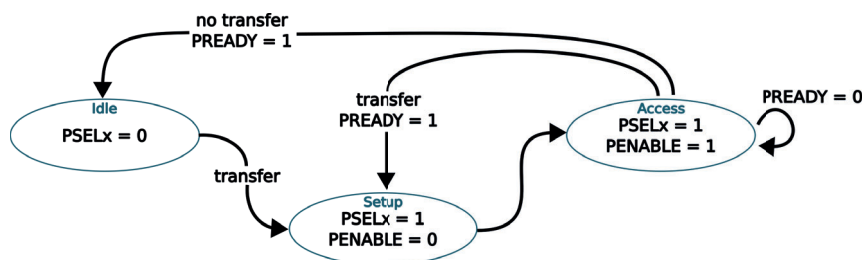 no transfer
PREADY = 1
Idle
PSELx = 0
transfer
transfer
PREADY = 1
Setup
PSELx = 1
PENABLE = 0
Access
PSELx = 1
PENABLE = 1
PREADY = 0